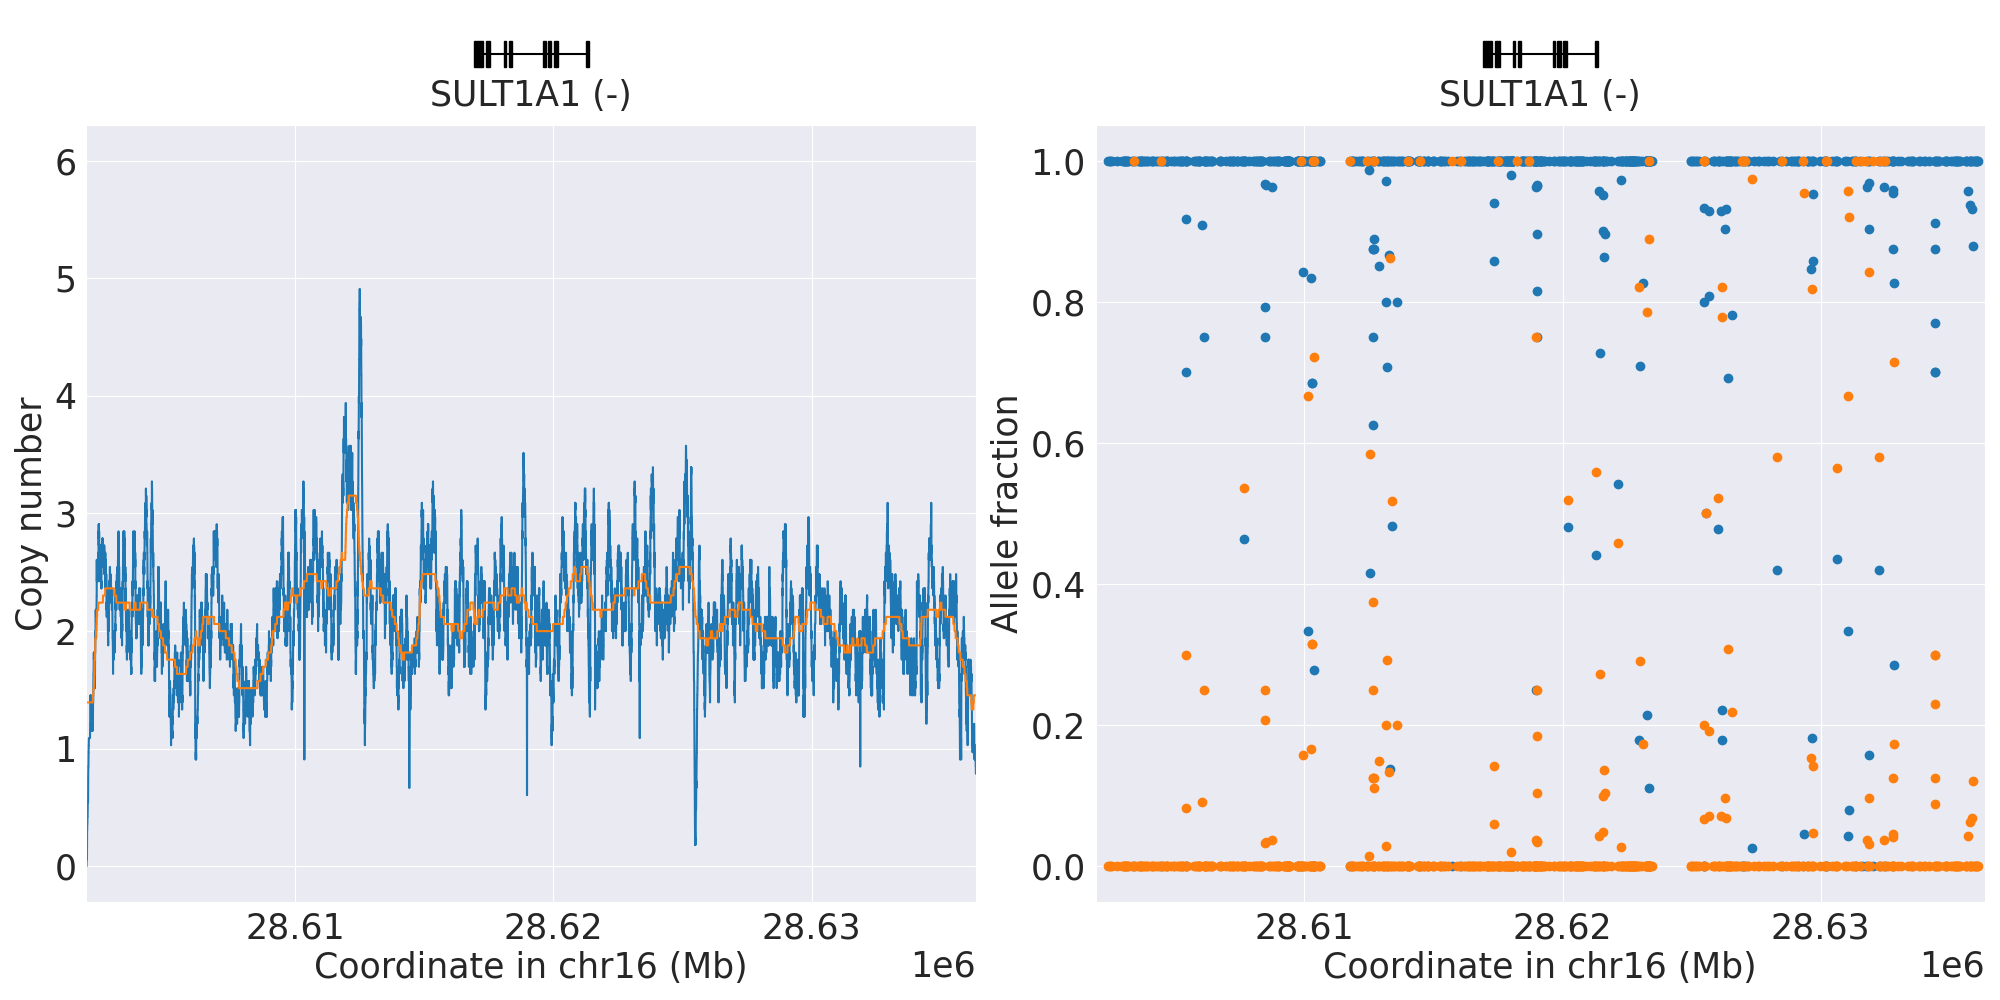 SULT1A1 (-)
Copy number
6
5
4
3
2
1
0
28.61
28.62
28.63
Coordinate in chr16 (Mb)
1e6
SULT1A1 (-)
Allele fraction
1.0
0.8
0.6
0.4
0.2
0.0
28.61
28.62
28.63
Coordinate in chr16 (Mb)
1e6